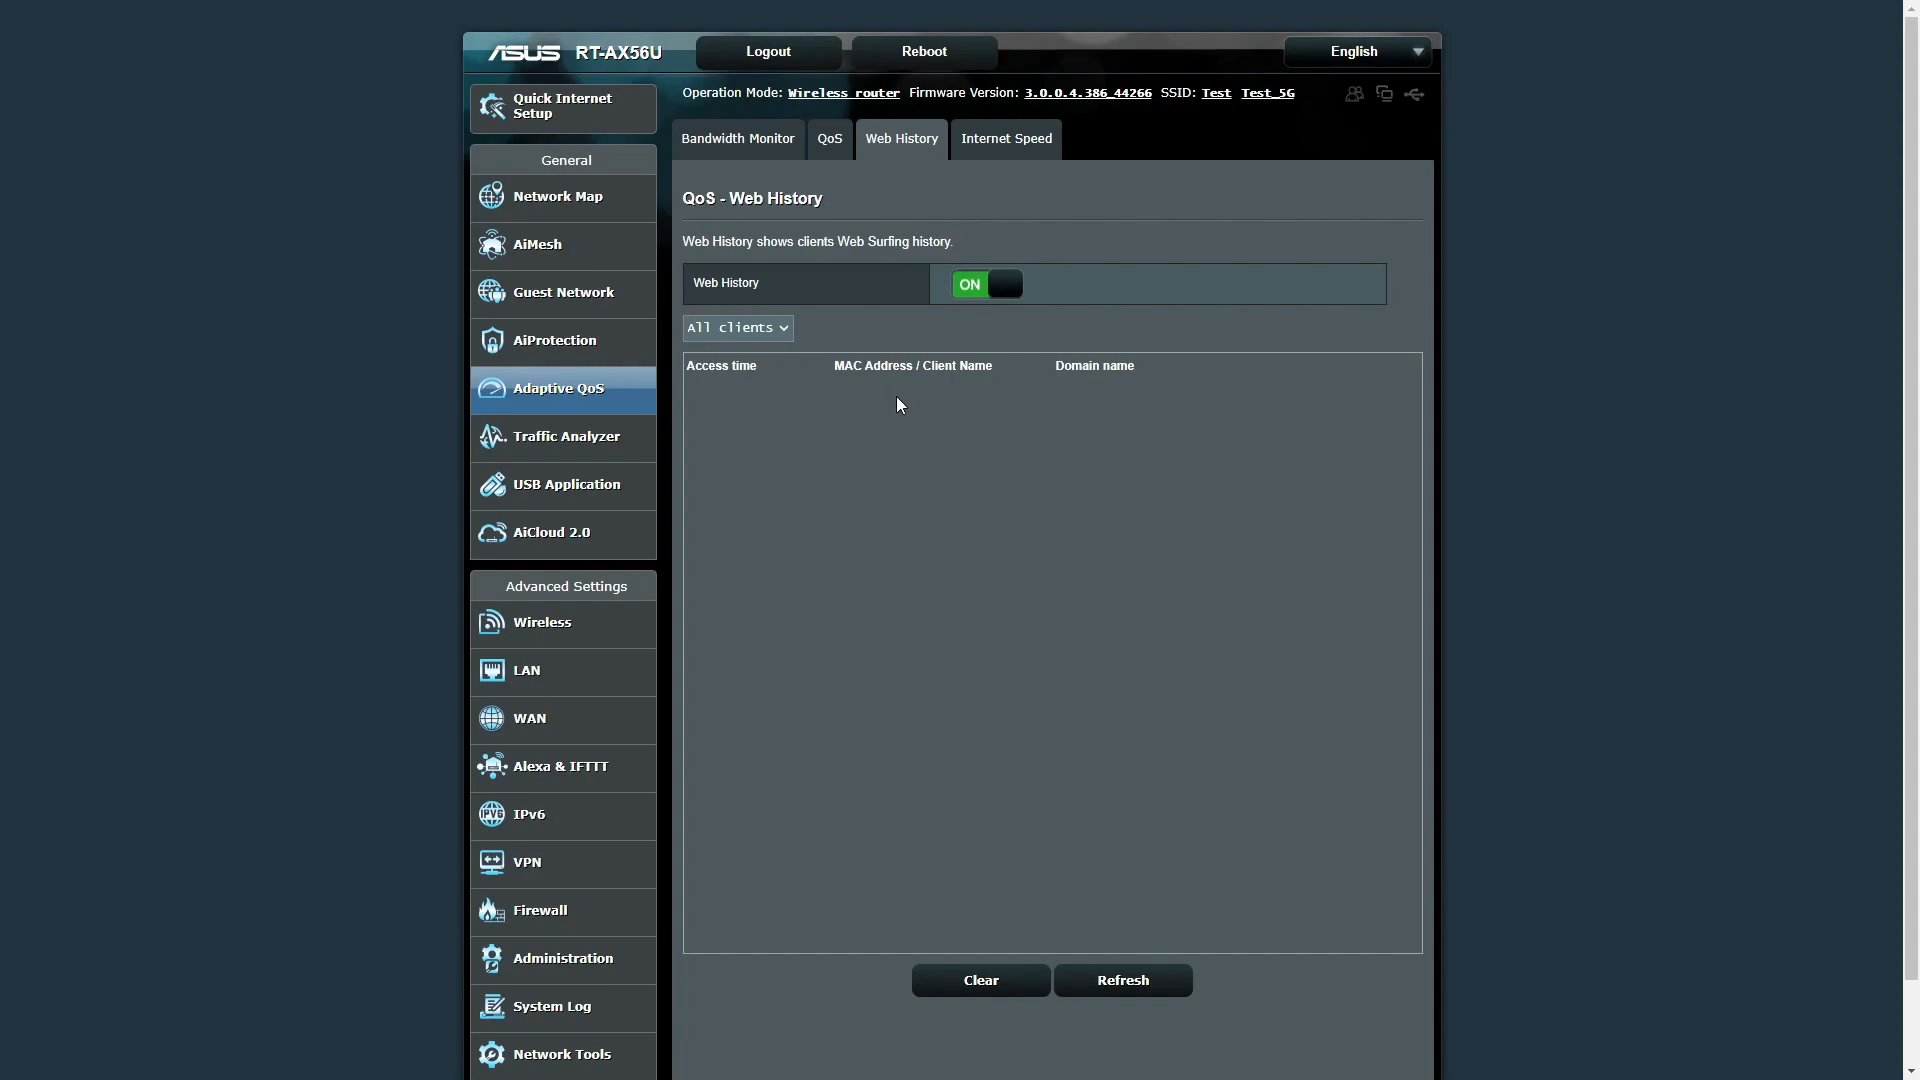 ASUS RT-AX56U Logout Reboot English
Operation Mode: Wireless router Firmware Version: 3.0.0.4.386_44266 SSID: Test Test_5G
Quick Internet
Setup
General
Network Map
AiMesh
Guest Network
AiProtection
Adaptive QoS
Traffic Analyzer
USB Application
AiCloud 2.0
Advanced Settings
Wireless
LAN
WAN
Alexa & IFTTT
IPv6
VPN
Firewall
Administration
System Log
Network Tools
Bandwidth Monitor QoS Web History Internet Speed
QoS - Web History
Web History shows clients Web Surfing history.
Web History ON
All clients
Access time MAC Address / Client Name Domain name
Clear Refresh